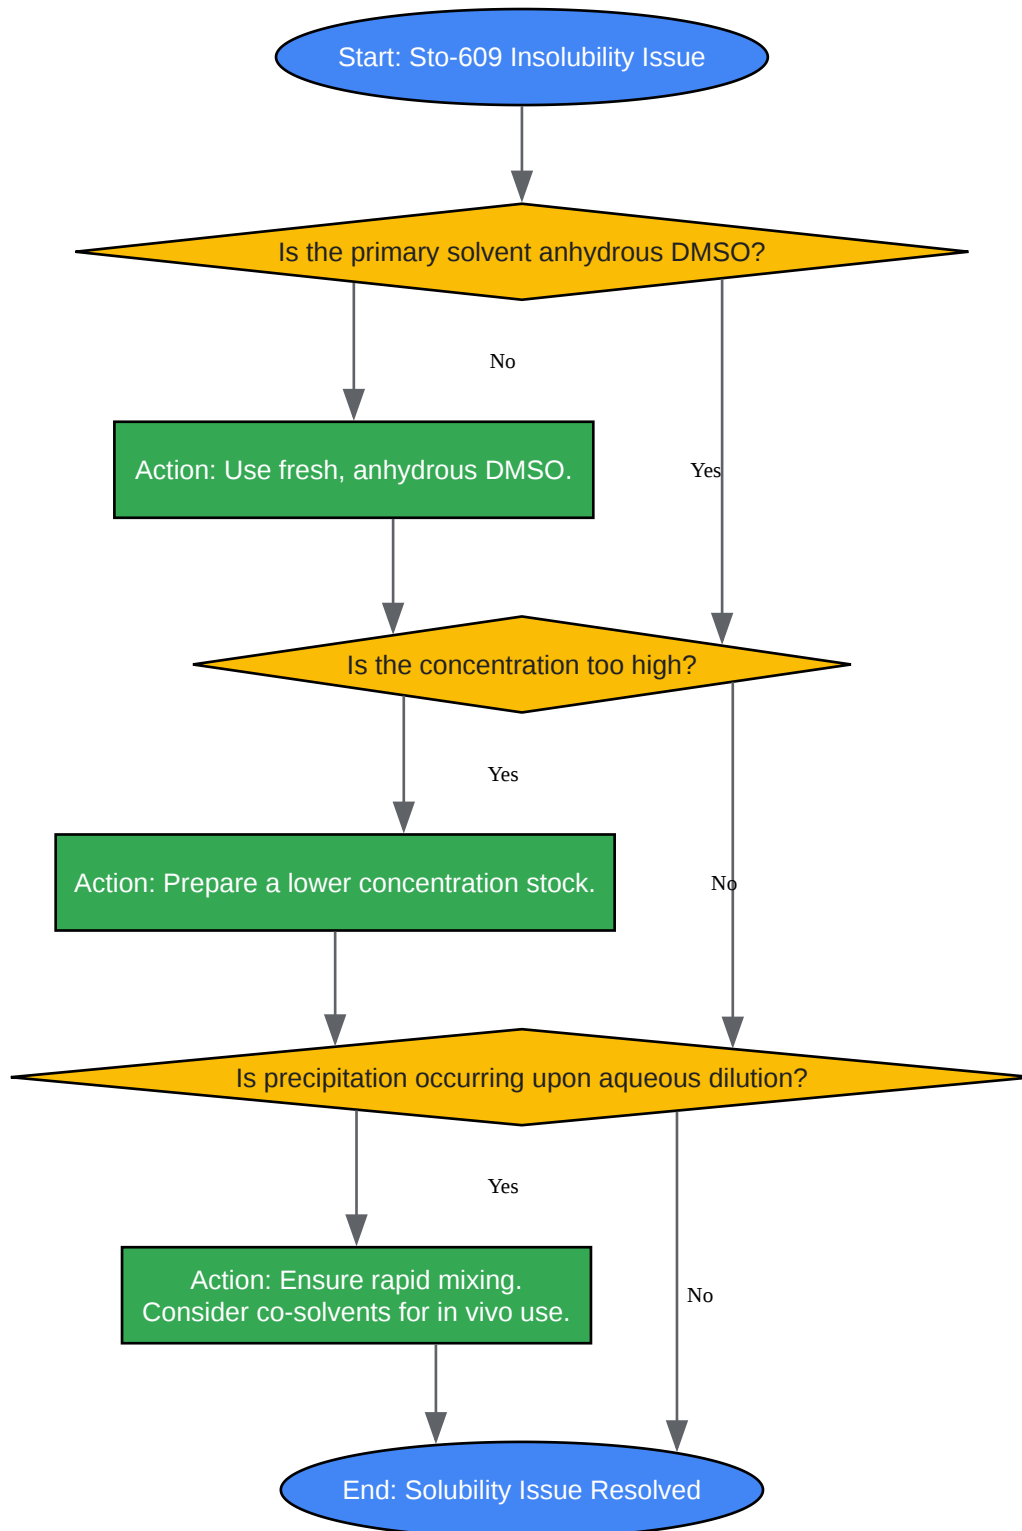 Start: Sto-609 Insolubility Issue
Is the primary solvent anhydrous DMSO?
No
Action: Use fresh, anhydrous DMSO.
Yes
Is the concentration too high?
Yes
Action: Prepare a lower concentration stock.
No
Is precipitation occurring upon aqueous dilution?
Yes
Action: Ensure rapid mixing.
Consider co-solvents for in vivo use.
No
End: Solubility Issue Resolved